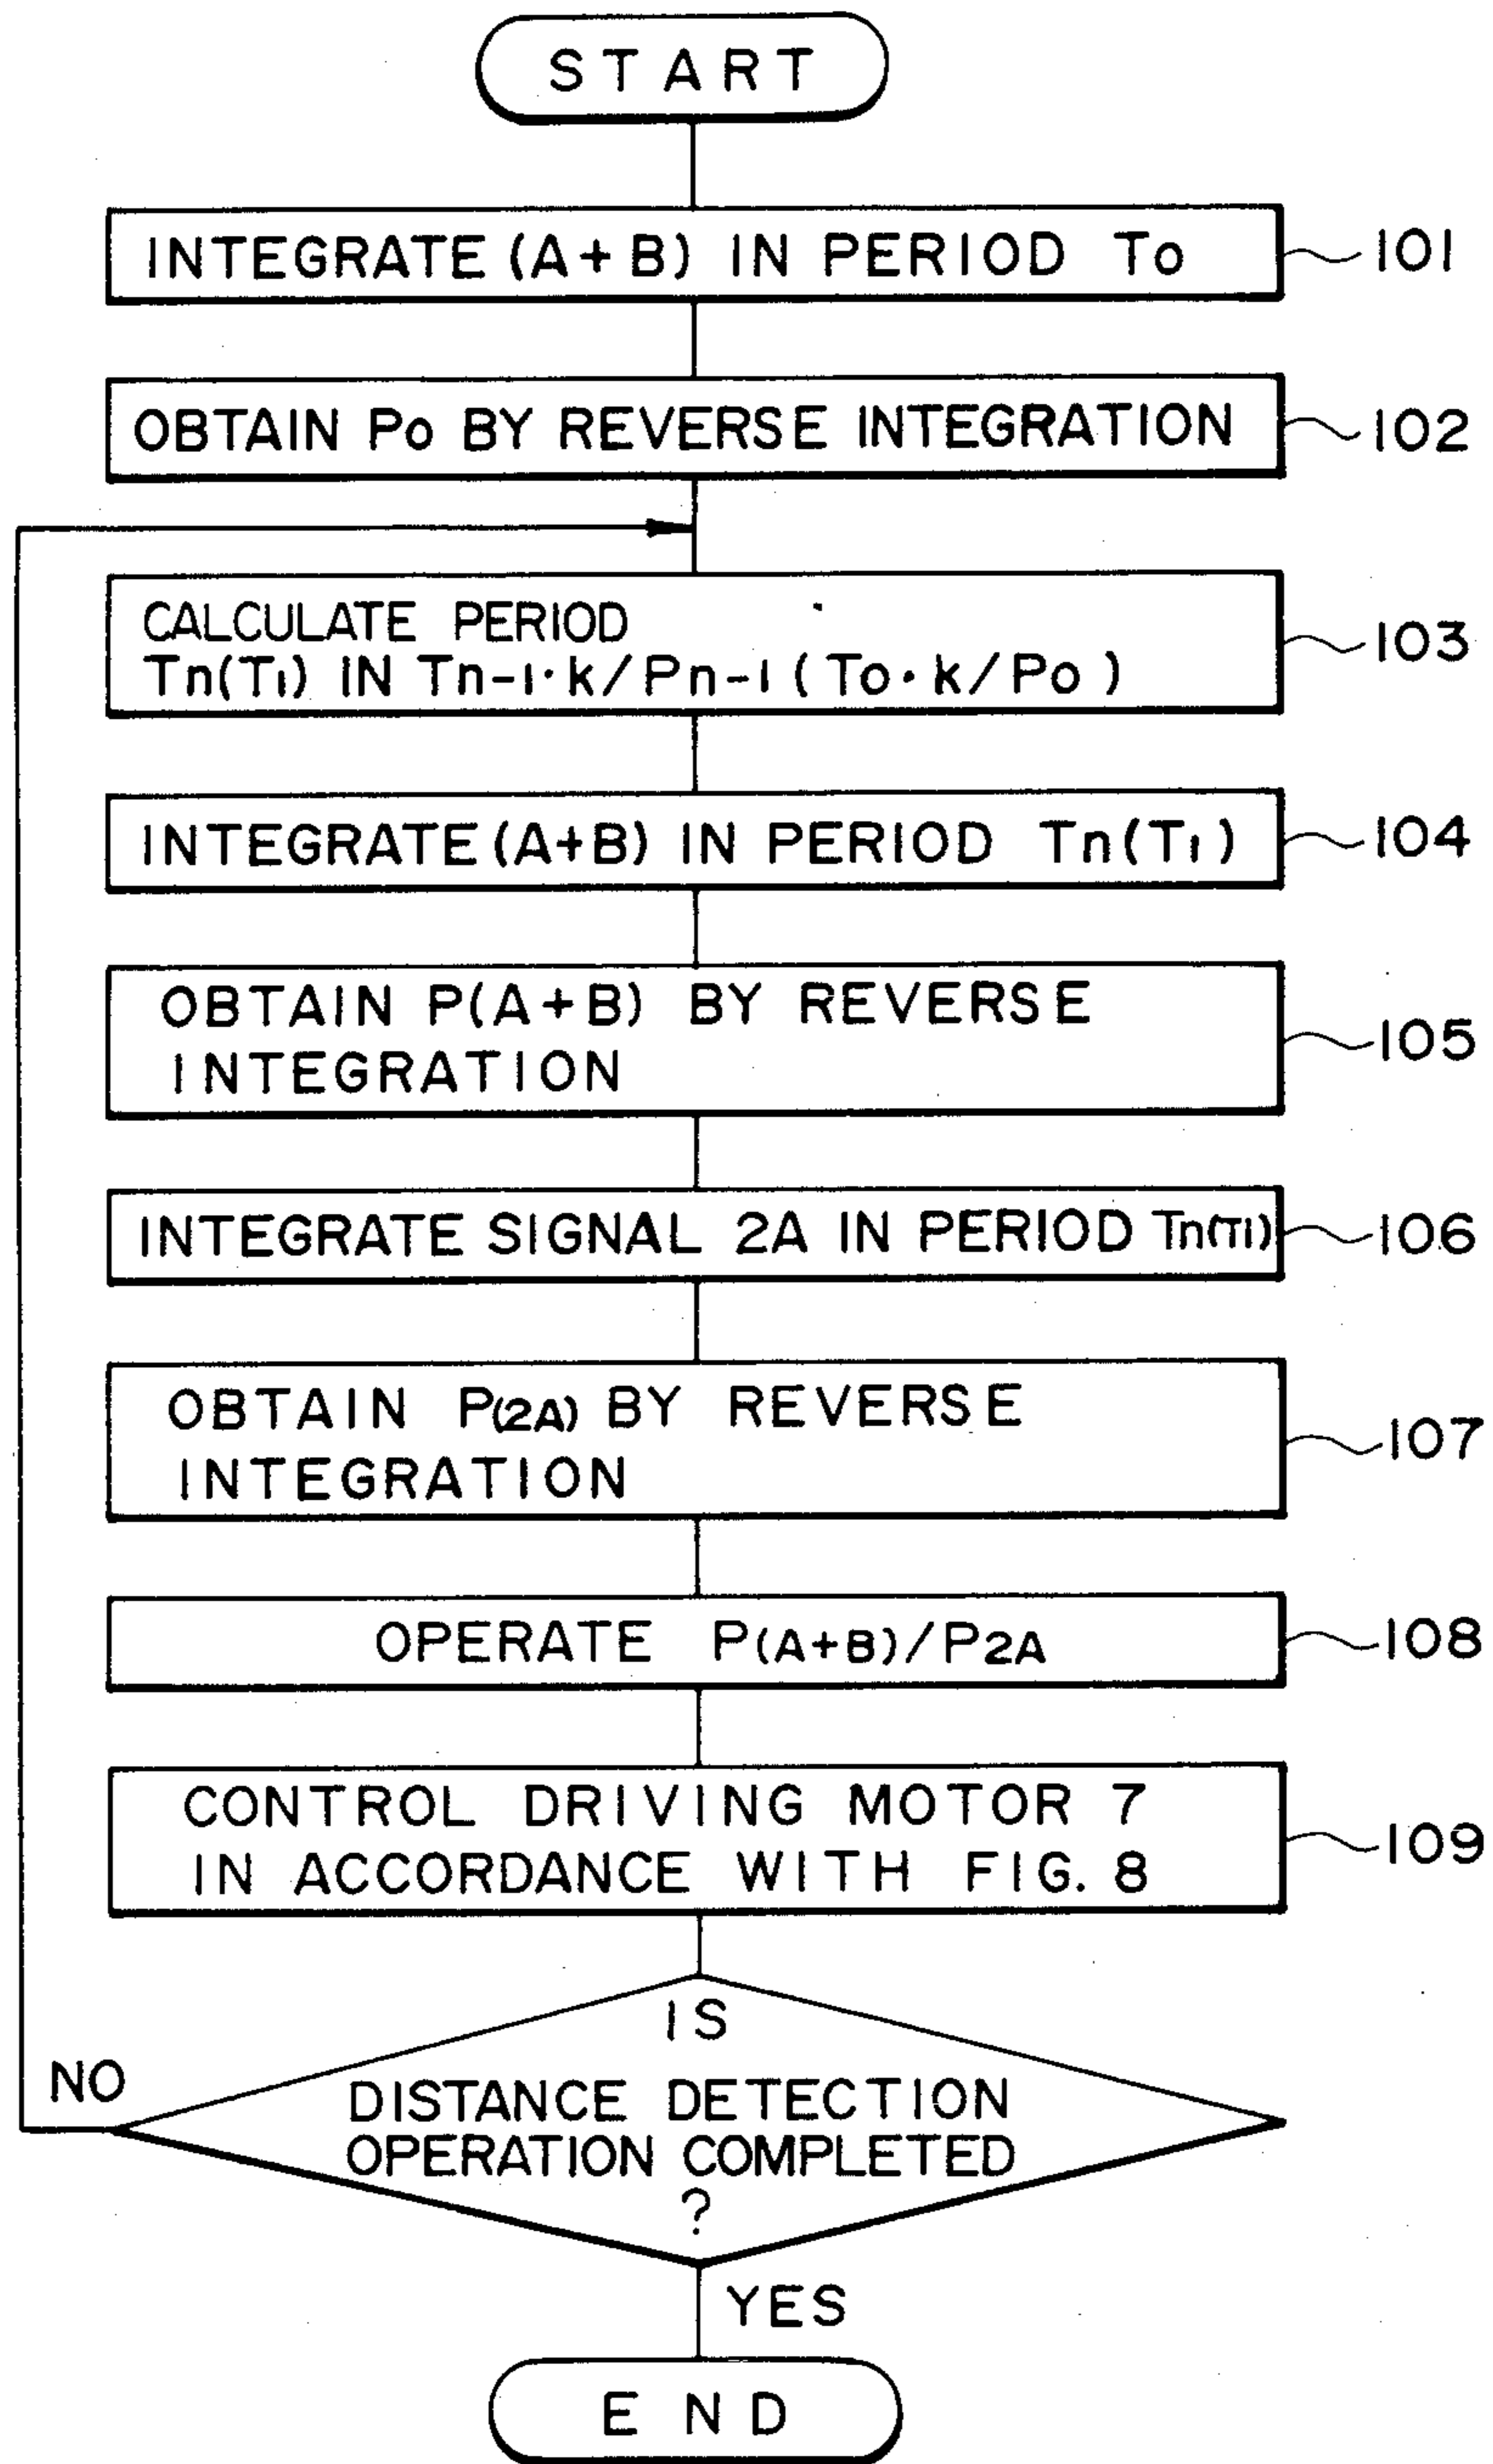 START
INTEGRATE (A+B) IN PERIOD To
101
OBTAIN Po BY REVERSE INTEGRATION
102
CALCULATE PERIOD
Tn(T1) IN Tn-1·k/Pn-1 (To·k/Po)
103
INTEGRATE (A+B) IN PERIOD Tn(T1)
104
OBTAIN P(A+B) BY REVERSE
INTEGRATION
105
INTEGRATE SIGNAL 2A IN PERIOD Tn(T1)
106
OBTAIN P(2A) BY REVERSE
INTEGRATION
107
OPERATE P(A+B)/P2A
108
CONTROL DRIVING MOTOR 7
IN ACCORDANCE WITH FIG. 8
109
IS
DISTANCE DETECTION
OPERATION COMPLETED
?
NO
YES
END